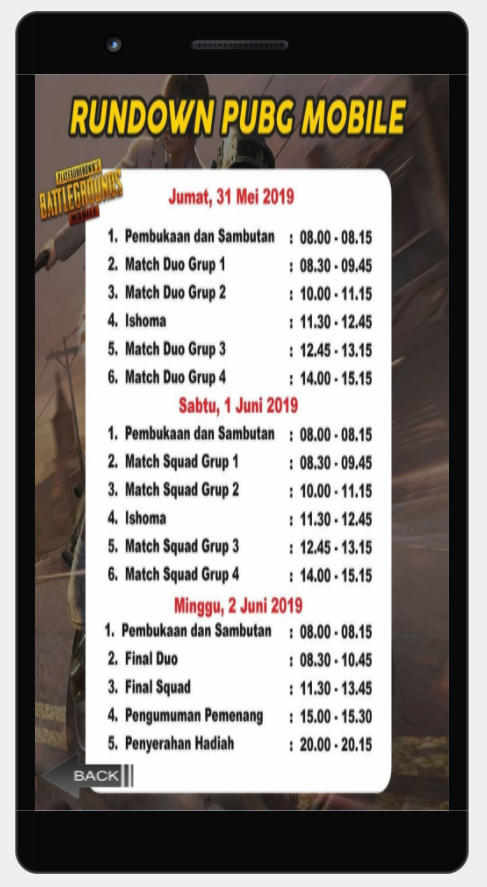 RUNDOWN PUBG MOBILE
PLAYERUNKNOWN'S
BATTLEGROUNDS
MOBILE
Jumat, 31 Mei 2019
1. Pembukaan dan Sambutan : 08.00 - 08.15
2. Match Duo Grup 1 : 08.30 - 09.45
3. Match Duo Grup 2 : 10.00 - 11.15
4. Ishoma : 11.30 - 12.45
5. Match Duo Grup 3 : 12.45 - 13.15
6. Match Duo Grup 4 : 14.00 - 15.15
Sabtu, 1 Juni 2019
1. Pembukaan dan Sambutan : 08.00 - 08.15
2. Match Squad Grup 1 : 08.30 - 09.45
3. Match Squad Grup 2 : 10.00 - 11.15
4. Ishoma : 11.30 - 12.45
5. Match Squad Grup 3 : 12.45 - 13.15
6. Match Squad Grup 4 : 14.00 - 15.15
Minggu, 2 Juni 2019
1. Pembukaan dan Sambutan : 08.00 - 08.15
2. Final Duo : 08.30 - 10.45
3. Final Squad : 11.30 - 13.45
4. Pengumuman Pemenang : 15.00 - 15.30
5. Penyerahan Hadiah : 20.00 - 20.15
BACK